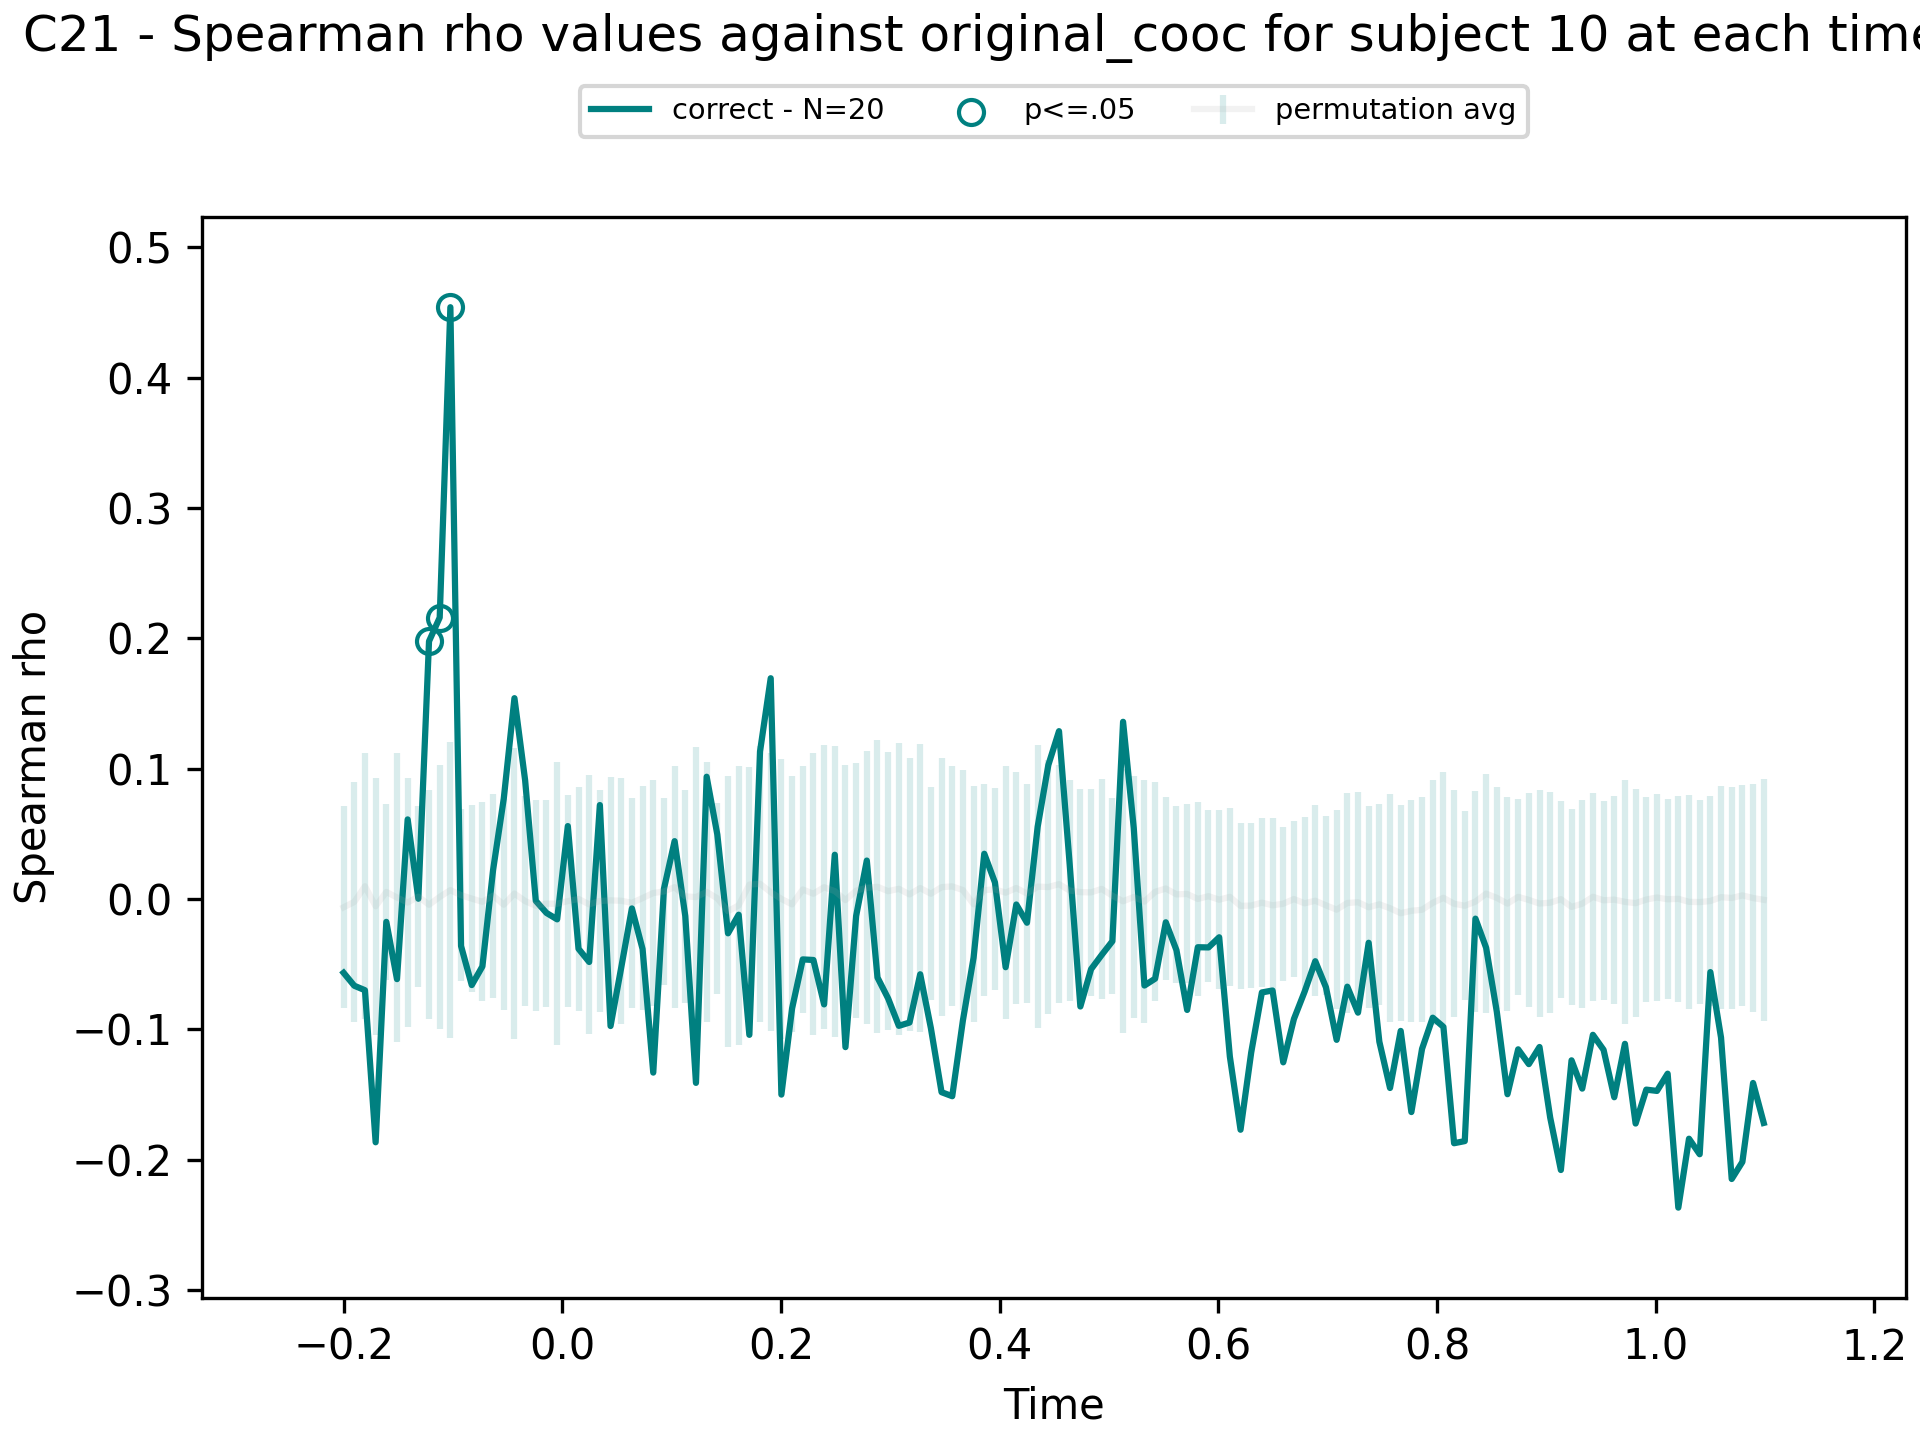 C21 - Spearman rho values against original_cooc for subject 10 at each time
correct - N=20 p<=.05 permutation avg
0.5
0.4
0.3
0.2
0.1
0.0
−0.1
−0.2
−0.3
Spearman rho
−0.2 0.0 0.2 0.4 0.6 0.8 1.0 1.2
Time